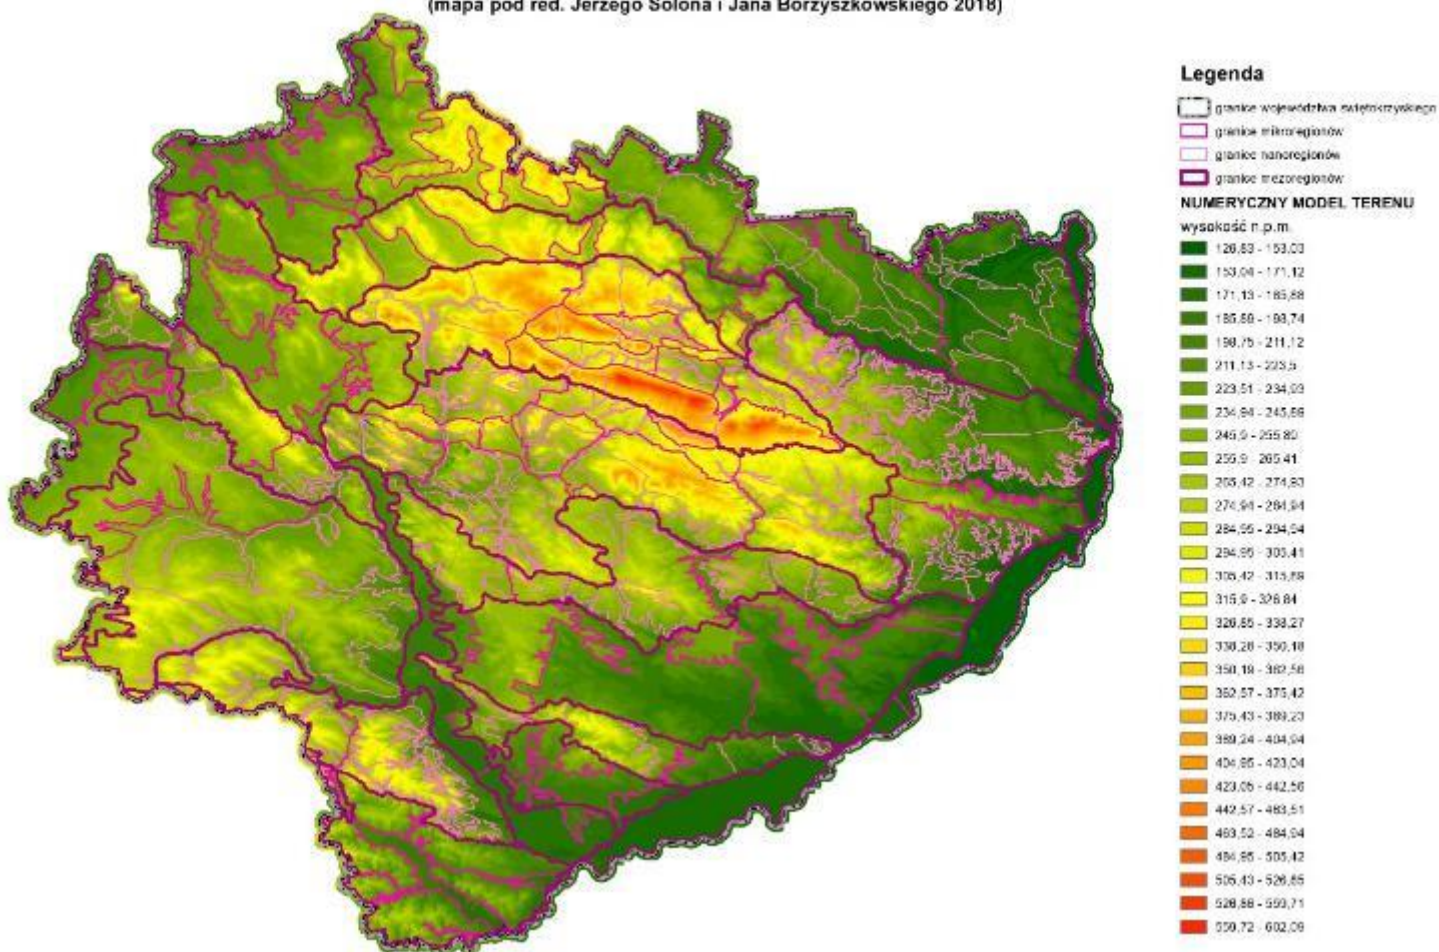 (mapa pod red. Jerzego Solona i Jana Borzyszkowskiego 2018)
Legenda
granice województwa świętokrzyskiego
granice mikroregionów
granice nanoregionów
granice mezoregionów
NUMERYCZNY MODEL TERENU
wysokość n.p.m.
126,83 - 153,03
153,04 - 171,12
171,13 - 185,88
185,89 - 198,74
198,75 - 211,12
211,13 - 223,5
223,51 - 234,93
234,94 - 245,89
245,9 - 255,89
255,9 - 265,41
265,42 - 274,93
274,94 - 284,94
284,95 - 294,94
294,95 - 305,41
305,42 - 315,89
315,9 - 326,84
326,85 - 338,27
338,28 - 350,18
350,19 - 362,56
362,57 - 375,42
375,43 - 389,23
389,24 - 404,94
404,95 - 423,04
423,05 - 442,56
442,57 - 463,51
463,52 - 484,94
484,95 - 505,42
505,43 - 526,85
526,86 - 559,71
559,72 - 602,09